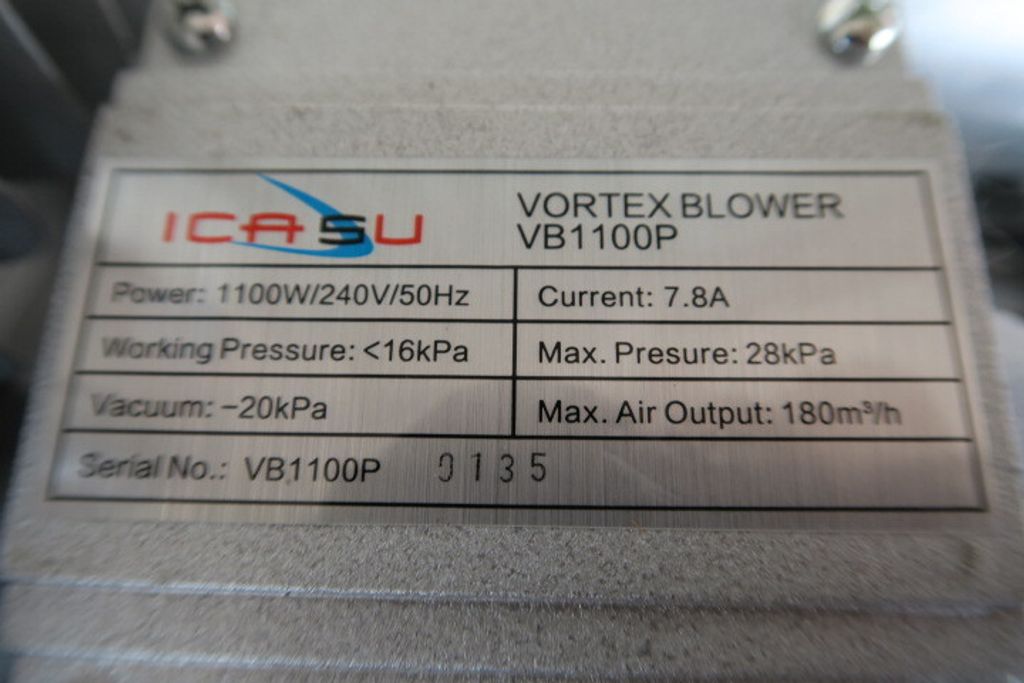 ICASU
VORTEX BLOWER
VB1100P
Power: 1100W/240V/50Hz
Current: 7.8A
Working Pressure: <16kPa
Max. Presure: 28kPa
Vacuum: -20kPa
Max. Air Output: 180m³/h
Serial No.: VB1100P 0135